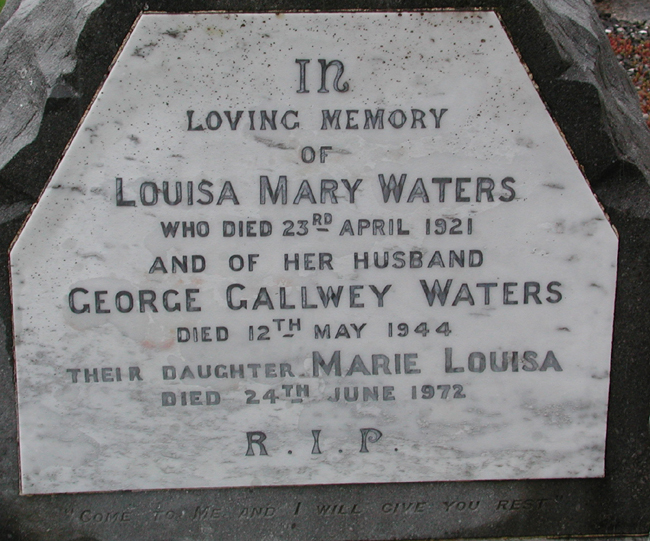 IN
LOVING MEMORY
OF
LOUISA MARY WATERS
WHO DIED 23RD APRIL 1921
AND OF HER HUSBAND
GEORGE GALLWEY WATERS
DIED 12TH MAY 1944
THEIR DAUGHTER. MARIE LOUISA
DIED 24TH JUNE 1972
R.I.P.
"COME TO ME AND I WILL GIVE YOU REST"